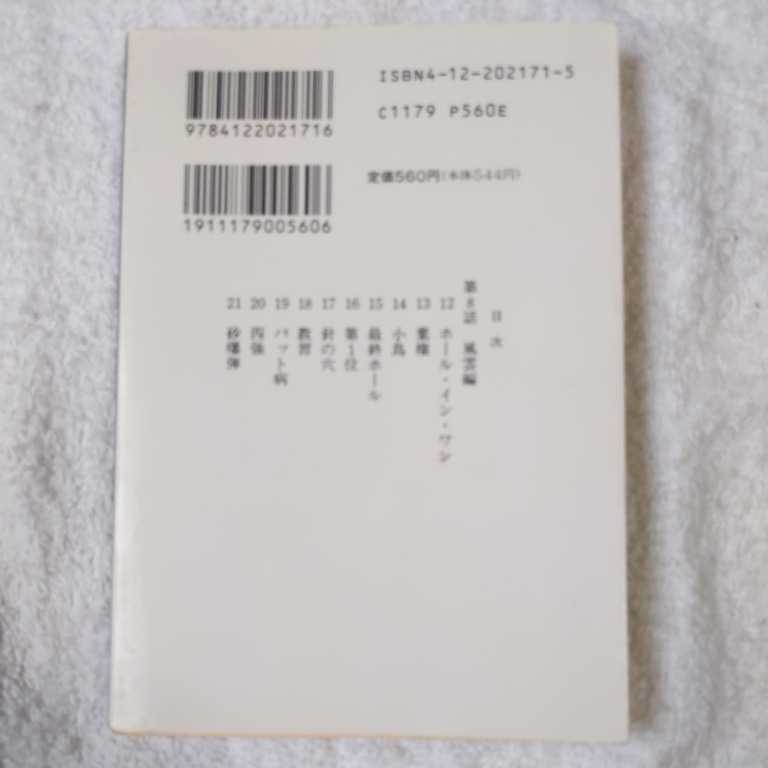 ISBN4-12-202171-5
C1179 P560E
9784122021716
定価560円(本体544円)
1911179005606
目次
第8話 風雲編
12 ホール・イン・ワン
13 棄権
14 小鳥
15 最終ホール
16 第1位
17 針の穴
18 教習
19 パット病
20 四強
21 砂爆弾